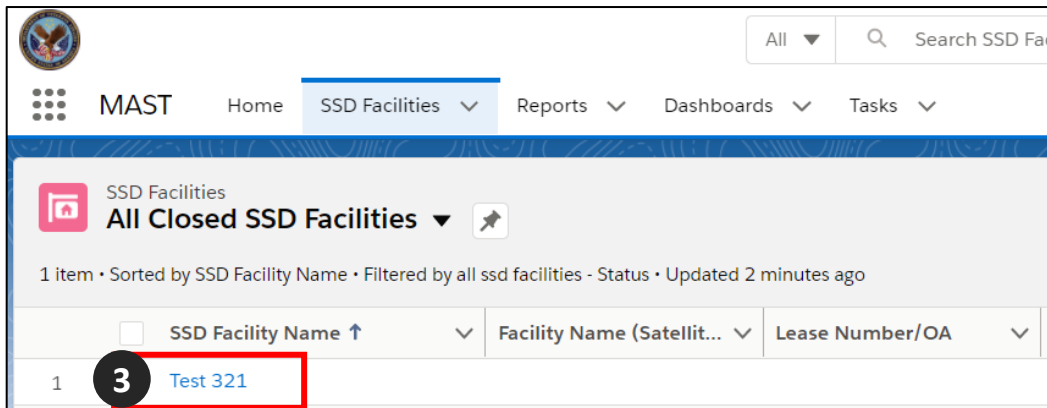 All Search SSD Fa
MAST Home SSD Facilities Reports Dashboards Tasks
SSD Facilities
All Closed SSD Facilities
1 item • Sorted by SSD Facility Name • Filtered by all ssd facilities - Status • Updated 2 minutes ago
SSD Facility Name ↑ Facility Name (Satellit... Lease Number/OA
1 3 Test 321